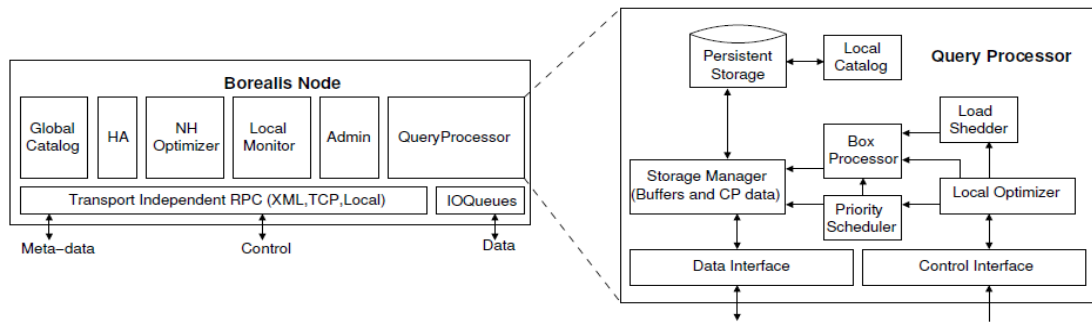 Borealis Node
Global
Catalog
HA
NH
Optimizer
Local
Monitor
Admin
QueryProcessor
Transport Independent RPC (XML,TCP,Local)
IOQueues
Meta-data
Control
Data
Query Processor
Persistent
Storage
Local
Catalog
Load
Shedder
Box
Processor
Storage Manager
(Buffers and CP data)
Local Optimizer
Priority
Scheduler
Data Interface
Control Interface